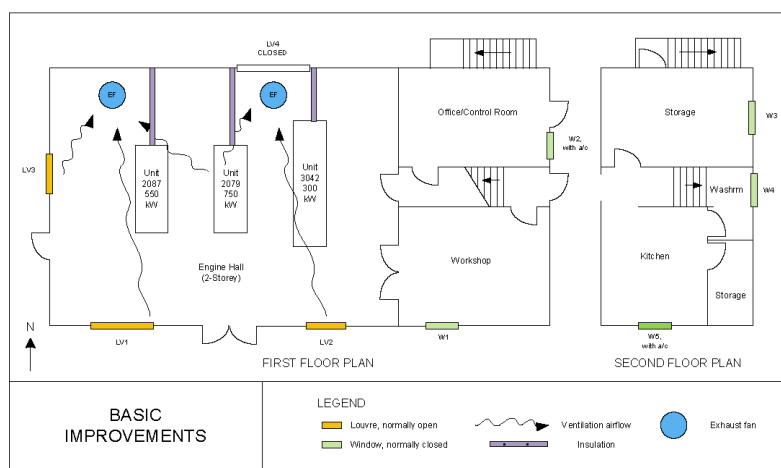 LV4
CLOSED
EF
EF
Office/Control Room
W2,
with a/c
Storage
W3
LV3
Unit
2087
550
kW
Unit
2079
750
kW
Unit
3042
300
kW
Washrm
W4
Engine Hall
(2-Storey)
Workshop
Kitchen
Storage
N
LV1
LV2
W1
W5,
with a/c
FIRST FLOOR PLAN
SECOND FLOOR PLAN
BASIC
IMPROVEMENTS
LEGEND
Louvre, normally open
Ventilation airflow
Exhaust fan
Window, normally closed
Insulation